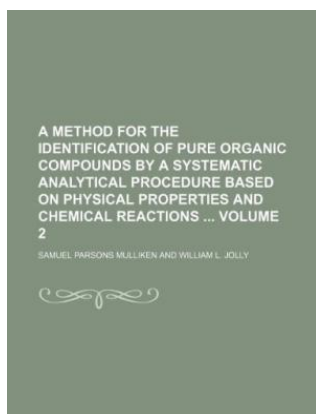 A METHOD FOR THE
IDENTIFICATION OF PURE ORGANIC
COMPOUNDS BY A SYSTEMATIC
ANALYTICAL PROCEDURE BASED
ON PHYSICAL PROPERTIES AND
CHEMICAL REACTIONS ... VOLUME
2
SAMUEL PARSONS MULLIKEN AND WILLIAM L. JOLLY